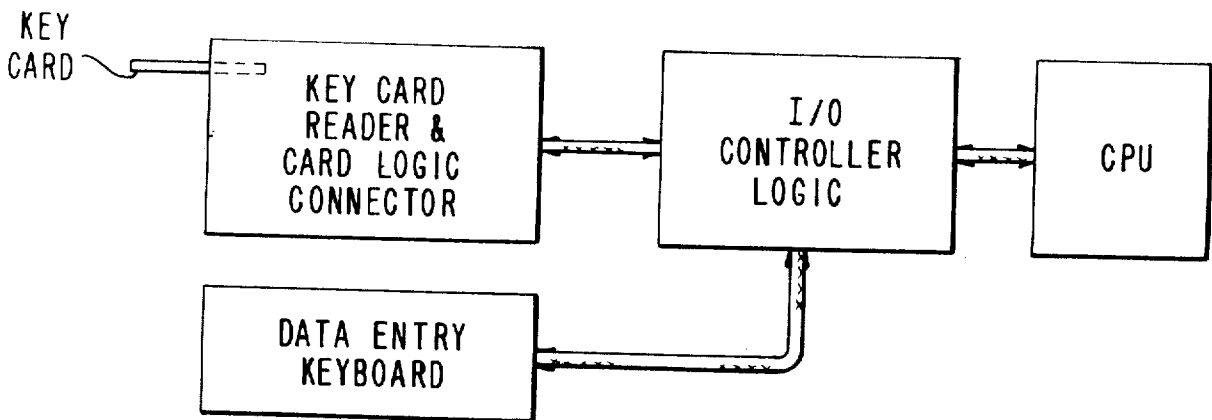 KEY
CARD
KEY CARD
READER &
CARD LOGIC
CONNECTOR
I/O
CONTROLLER
LOGIC
CPU
DATA ENTRY
KEYBOARD